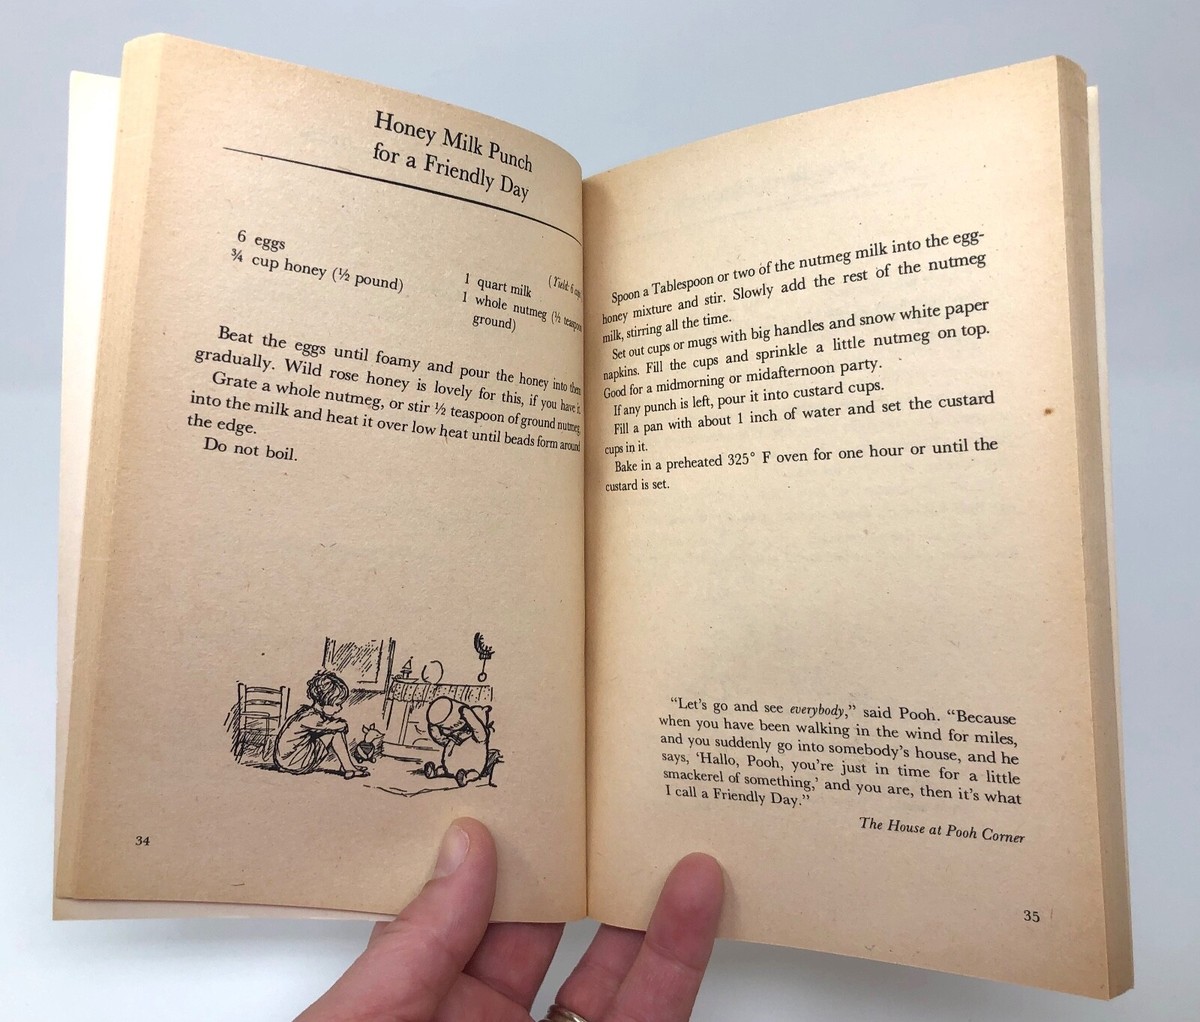 Honey Milk Punch
for a Friendly Day
6 eggs
¾ cup honey (½ pound)
(Yield: 6
1 quart milk
1 whole nutmeg (½ teaspoon
ground)
Beat the eggs until foamy and pour the honey into them
gradually. Wild rose honey is lovely for this, if you have it.
Grate a whole nutmeg, or stir ½ teaspoon of ground nutmeg,
into the milk and heat it over low heat until beads form around
the edge.
Do not boil.
34
Spoon a Tablespoon or two of the nutmeg milk into the egg-
honey mixture and stir. Slowly add the rest of the nutmeg
milk, stirring all the time.
Set out cups or mugs with big handles and snow white paper
napkins. Fill the cups and sprinkle a little nutmeg on top.
Good for a midmorning or midafternoon party.
If any punch is left, pour it into custard cups.
Fill a pan with about 1 inch of water and set the custard
cups in it.
Bake in a preheated 325° F oven for one hour or until the
custard is set.
“Let’s go and see everybody,” said Pooh. “Because
when you have been walking in the wind for miles,
and you suddenly go into somebody’s house, and he
says, ‘Hallo, Pooh, you’re just in time for a little
smackerel of something,’ and you are, then it’s what
I call a Friendly Day.”
The House at Pooh Corner
35